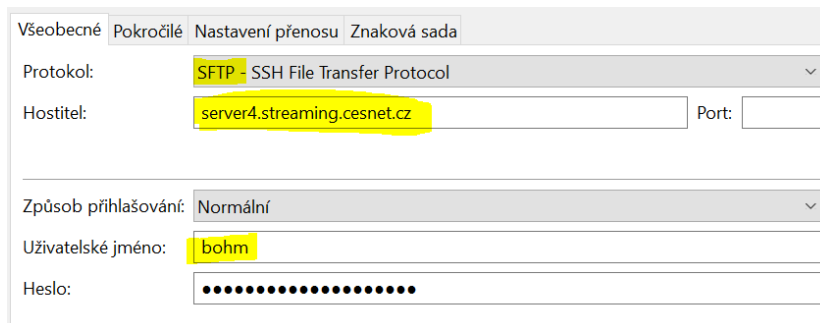 Všeobecné Pokročilé Nastavení přenosu Znaková sada
Protokol: SFTP - SSH File Transfer Protocol
Hostitel: server4.streaming.cesnet.cz Port:
Způsob přihlašování: Normální
Uživatelské jméno: bohm
Heslo: ●●●●●●●●●●●●●●●●●●●●